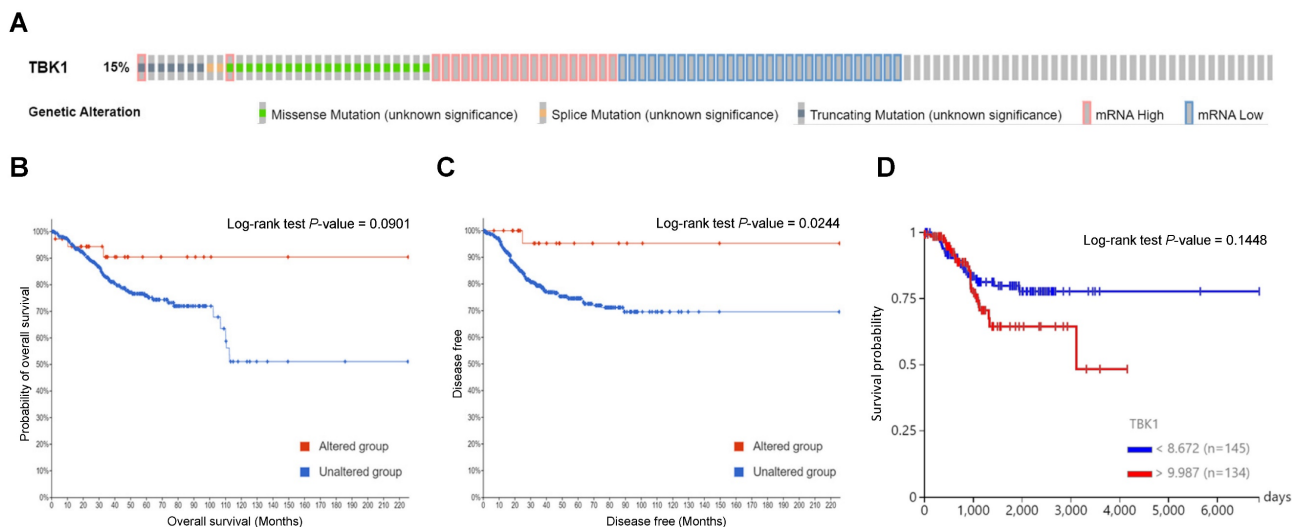 A
TBK1 15%
Genetic Alteration
Missense Mutation (unknown significance)
Splice Mutation (unknown significance)
Truncating Mutation (unknown significance)
mRNA High
mRNA Low
B
Log-rank test P-value = 0.0901
Probability of overall survival
100%
90%
80%
70%
60%
50%
40%
30%
20%
10%
0%
Altered group
Unaltered group
0 10 20 30 40 50 60 70 80 90 100 110 120 130 140 150 160 170 180 190 200 210 220
Overall survival (Months)
C
Log-rank test P-value = 0.0244
Disease free
100%
90%
80%
70%
60%
50%
40%
30%
20%
10%
0%
Altered group
Unaltered group
0 10 20 30 40 50 60 70 80 90 100 110 120 130 140 150 160 170 180 190 200 210 220
Disease free (Months)
D
Log-rank test P-value = 0.1448
Survival probability
1
0.75
0.5
0.25
0
TBK1
< 8.672 (n=145)
> 9.987 (n=134)
0 1,000 2,000 3,000 4,000 5,000 6,000 days